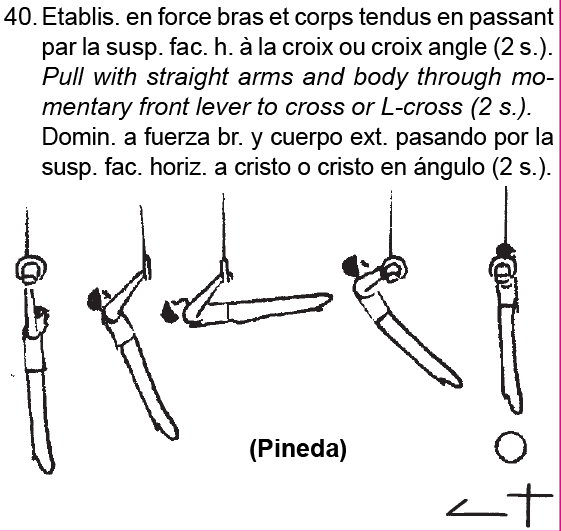 40. Etablis. en force bras et corps tendus en passant
par la susp. fac. h. à la croix ou croix angle (2 s.).
Pull with straight arms and body through mo-
mentary front lever to cross or L-cross (2 s.).
Domin. a fuerza br. y cuerpo ext. pasando por la
susp. fac. horiz. a cristo o cristo en ángulo (2 s.).
(Pineda)